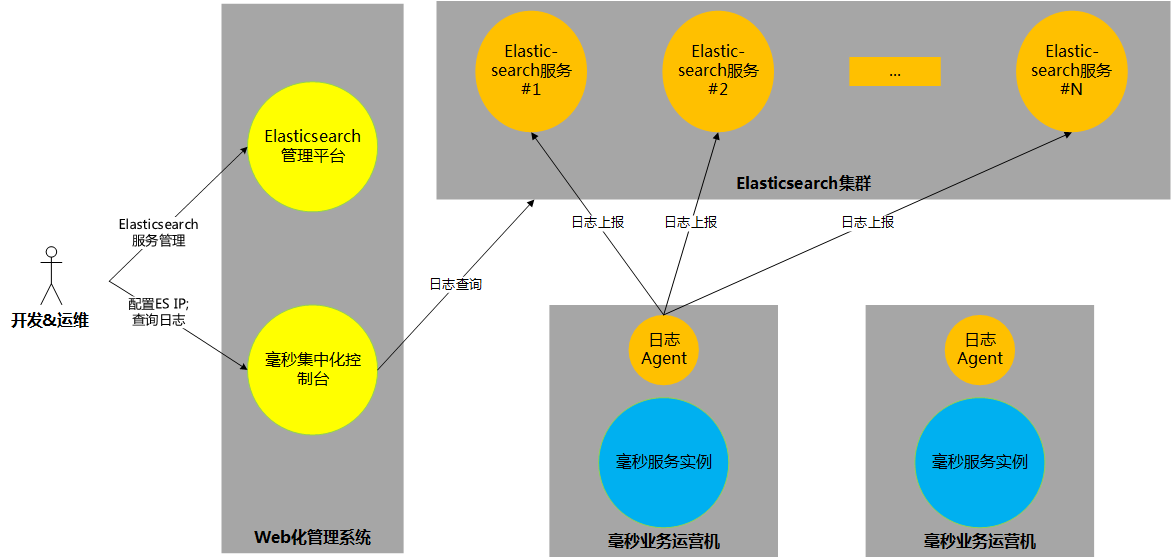 Elastic-
search服务
#1
Elastic-
search服务
#2
...
Elastic-
search服务
#N
Elasticsearch集群
Elasticsearch
管理平台
Elasticsearch
服务管理
日志上报
日志上报
日志上报
开发&运维
配置ES IP;
查询日志
日志查询
毫秒集中化控
制台
Web化管理系统
日志
Agent
毫秒服务实例
毫秒业务运营机
日志
Agent
毫秒服务实例
毫秒业务运营机